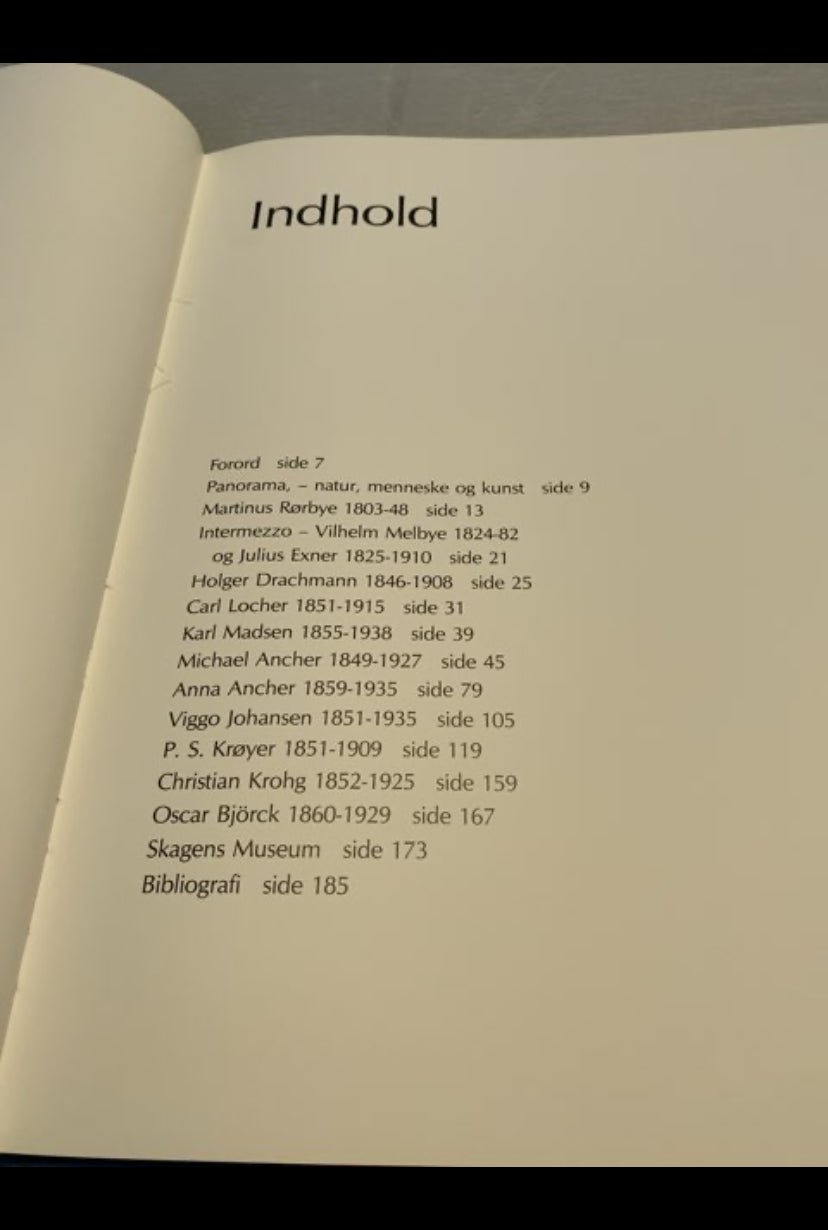 Indhold
Forord side 7
Panorama, – natur, menneske og kunst side 9
Martinus Rørbye 1803-48 side 13
Intermezzo – Vilhelm Melbye 1824-82
og Julius Exner 1825-1910 side 21
Holger Drachmann 1846-1908 side 25
Carl Locher 1851-1915 side 31
Karl Madsen 1855-1938 side 39
Michael Ancher 1849-1927 side 45
Anna Ancher 1859-1935 side 79
Viggo Johansen 1851-1935 side 105
P. S. Krøyer 1851-1909 side 119
Christian Krohg 1852-1925 side 159
Oscar Björck 1860-1929 side 167
Skagens Museum side 173
Bibliografi side 185